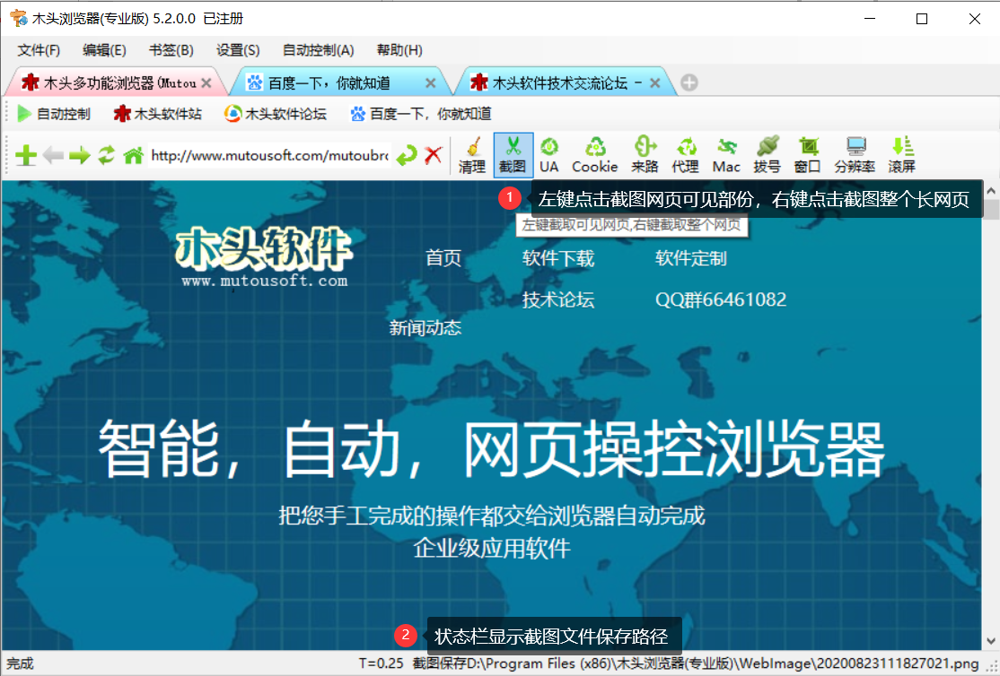 木头浏览器(专业版) 5.2.0.0 已注册
文件(F) 编辑(E) 书签(B) 设置(S) 自动控制(A) 帮助(H)
木头多功能浏览器(Mutou 百度一下，你就知道 木头软件技术交流论坛 -
自动控制 木头软件站 木头软件论坛 百度一下，你就知道
http://www.mutousoft.com/mutoubro 清理 截图 UA Cookie 来路 代理 Mac 拨号 窗口 分辨率 滚屏
1 左键点击截图网页可见部份，右键点击截图整个长网页
左键截取可见网页,右键截取整个网页
木头软件
www.mutousoft.com
首页 软件下载 软件定制
技术论坛 QQ群66461082
新闻动态
智能，自动，网页操控浏览器
把您手工完成的操作都交给浏览器自动完成
企业级应用软件
2 状态栏显示截图文件保存路径
完成 T=0.25 截图保存D:\Program Files (x86)\木头浏览器(专业版)\WebImage\20200823111827021.png